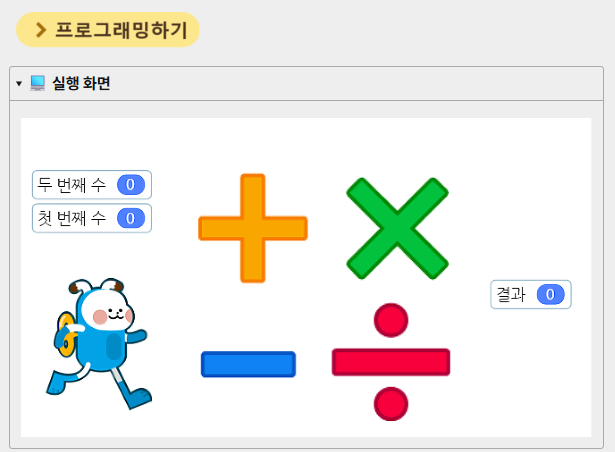 프로그래밍하기
실행 화면
두 번째 수 0
첫 번째 수 0
결과 0